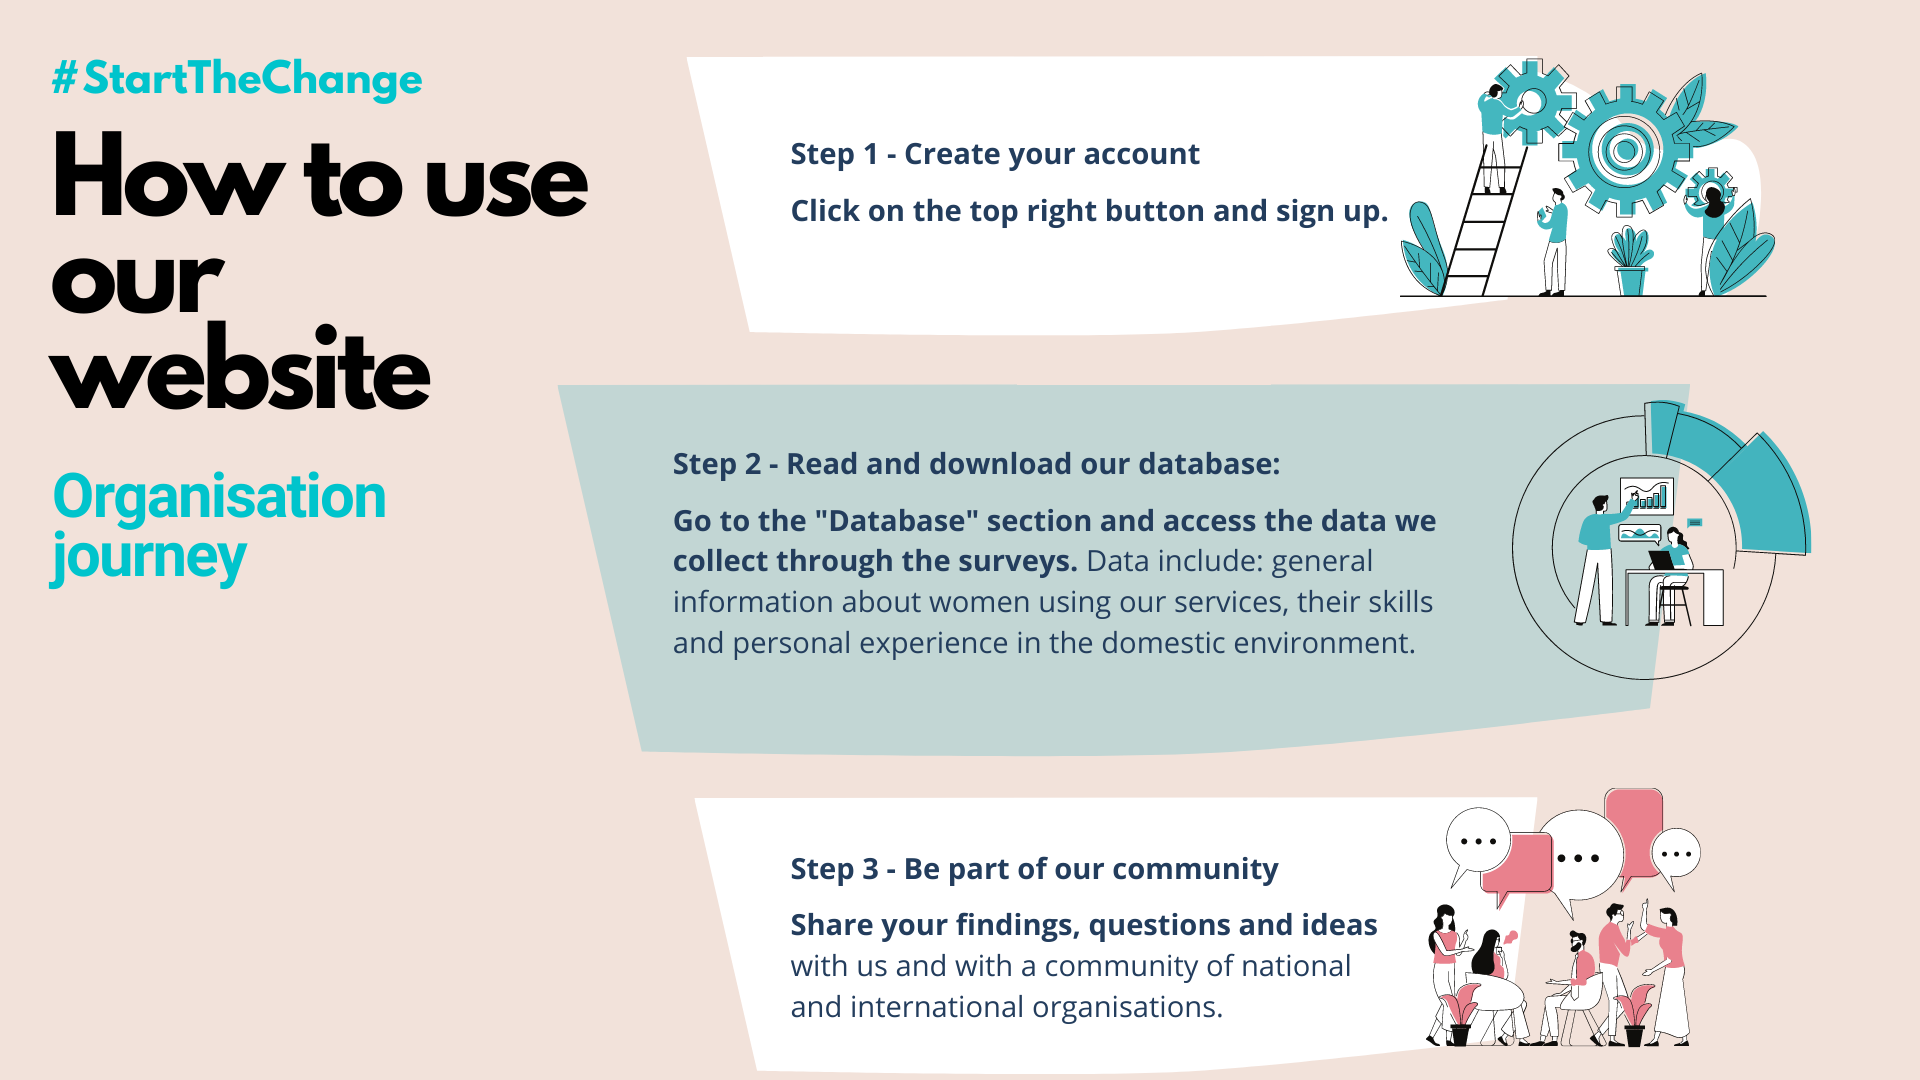 #StartTheChange
How to use
our
website
Organisation
journey
Step 1 - Create your account
Click on the top right button and sign up.
Step 2 - Read and download our database:
Go to the "Database" section and access the data we
collect through the surveys. Data include: general
information about women using our services, their skills
and personal experience in the domestic environment.
Step 3 - Be part of our community
Share your findings, questions and ideas
with us and with a community of national
and international organisations.